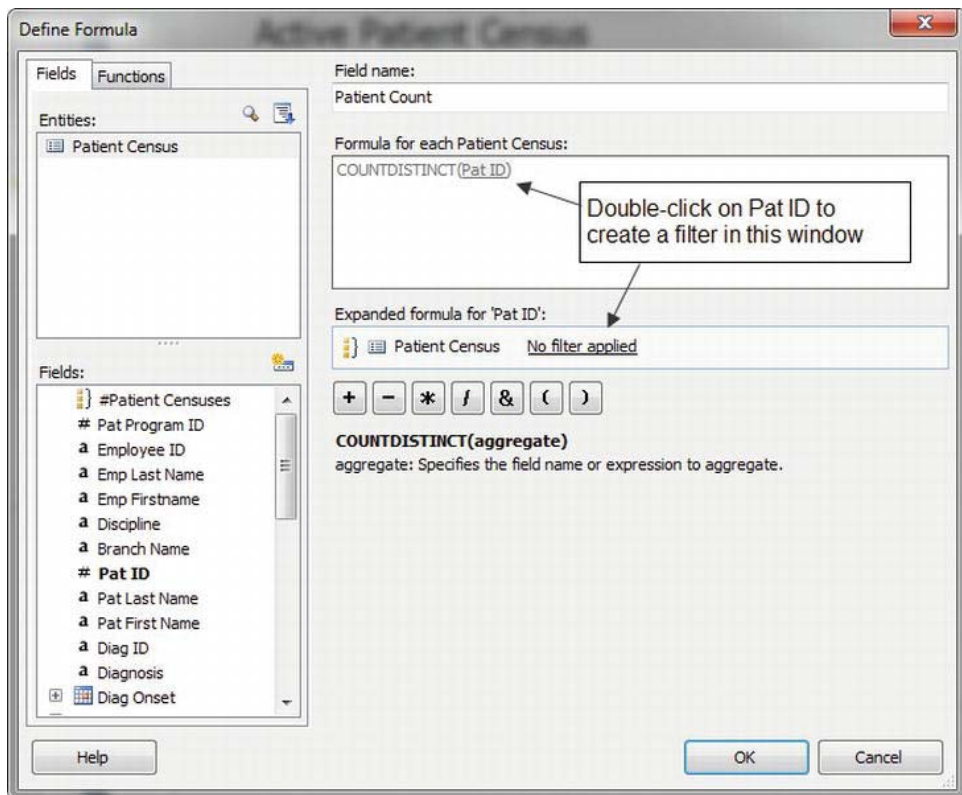 Define Formula
Active Patient Census
Fields
Functions
Entities:
Patient Census
Fields:
#Patient Censuses
# Pat Program ID
a Employee ID
a Emp Last Name
a Emp Firstname
a Discipline
a Branch Name
# Pat ID
a Pat Last Name
a Pat First Name
a Diag ID
a Diagnosis
Diag Onset
Field name:
Patient Count
Formula for each Patient Census:
COUNTDISTINCT(Pat ID)
Double-click on Pat ID to
create a filter in this window
Expanded formula for 'Pat ID':
Patient Census No filter applied
+ - * / & ( )
COUNTDISTINCT(aggregate)
aggregate: Specifies the field name or expression to aggregate.
Help
OK
Cancel